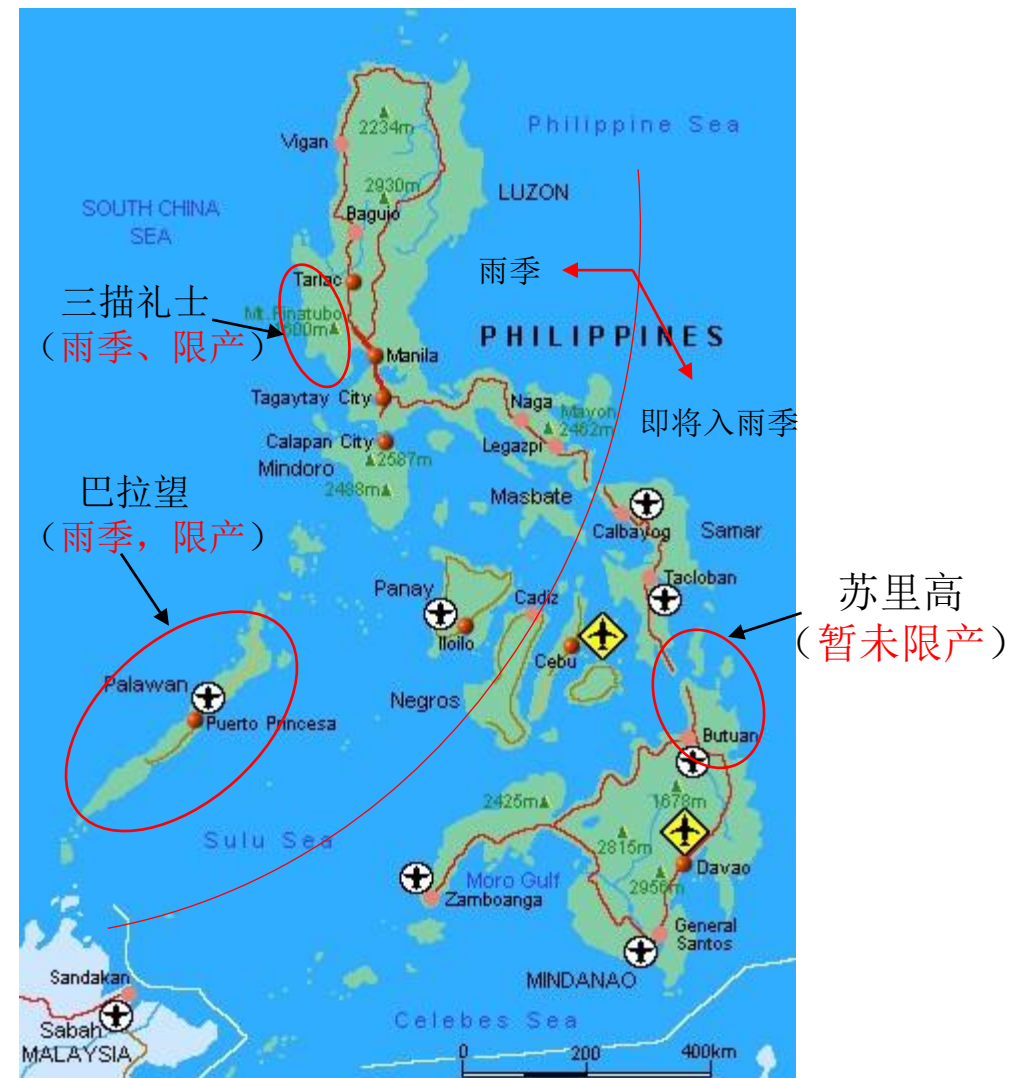 Philippine Sea
2234m
Vigan
2930m
LUZON
SOUTH CHINA
SEA
Baguio
雨季
Tarlac
三描礼士
（雨季、限产）
Mt. Pinatubo
1600m
PHILIPPINES
Manila
Tagaytay City
Naga
Mayon
2462m
即将入雨季
Calapan City
Legazpi
2587m
Mindoro
2488m
巴拉望
（雨季，限产）
Masbate
Calbayog
Samar
Panay
Cadiz
Tacloban
苏里高
（暂未限产）
Iloilo
Cebu
Palawan
Negros
Puerto Princesa
Butuan
2425m
1678m
Sulu Sea
2815m
Moro Gulf
2956m
Davao
Zamboanga
General
Santos
Sandakan
MINDANAO
Sabah
MALAYSIA
Celebes Sea
0 200 400km